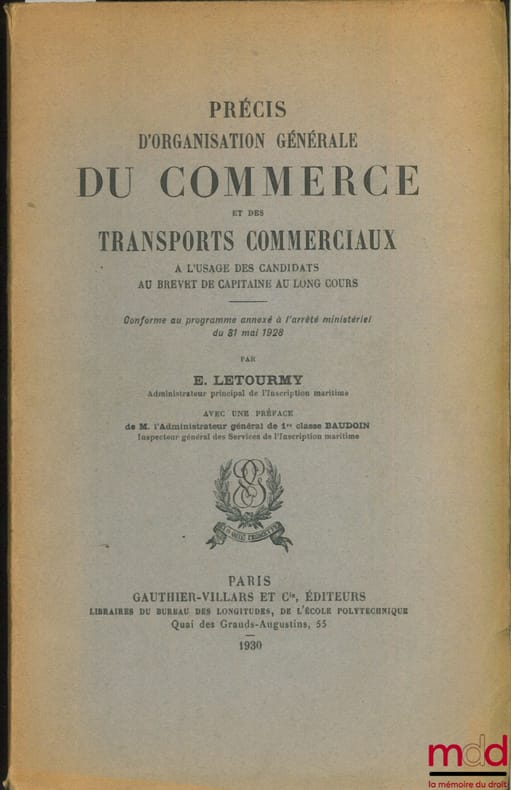 PRÉCIS
D'ORGANISATION GÉNÉRALE
DU COMMERCE
ET DES
TRANSPORTS COMMERCIAUX
A L'USAGE DES CANDIDATS
AU BREVET DE CAPITAINE AU LONG COURS
Conforme au programme annexé à l'arrêté ministériel
du 31 mai 1928
PAR
E. LETOURMY
Administrateur principal de l'Inscription maritime
AVEC UNE PRÉFACE
de M. l'Administrateur général de 1re classe BAUDOIN
Inspecteur général des Services de l'Inscription maritime
PARIS
GAUTHIER-VILLARS ET Cie, ÉDITEURS
LIBRAIRES DU BUREAU DES LONGITUDES, DE L'ÉCOLE POLYTECHNIQUE
Quai des Grands-Augustins, 55
1930
mdd
la mémoire du droit